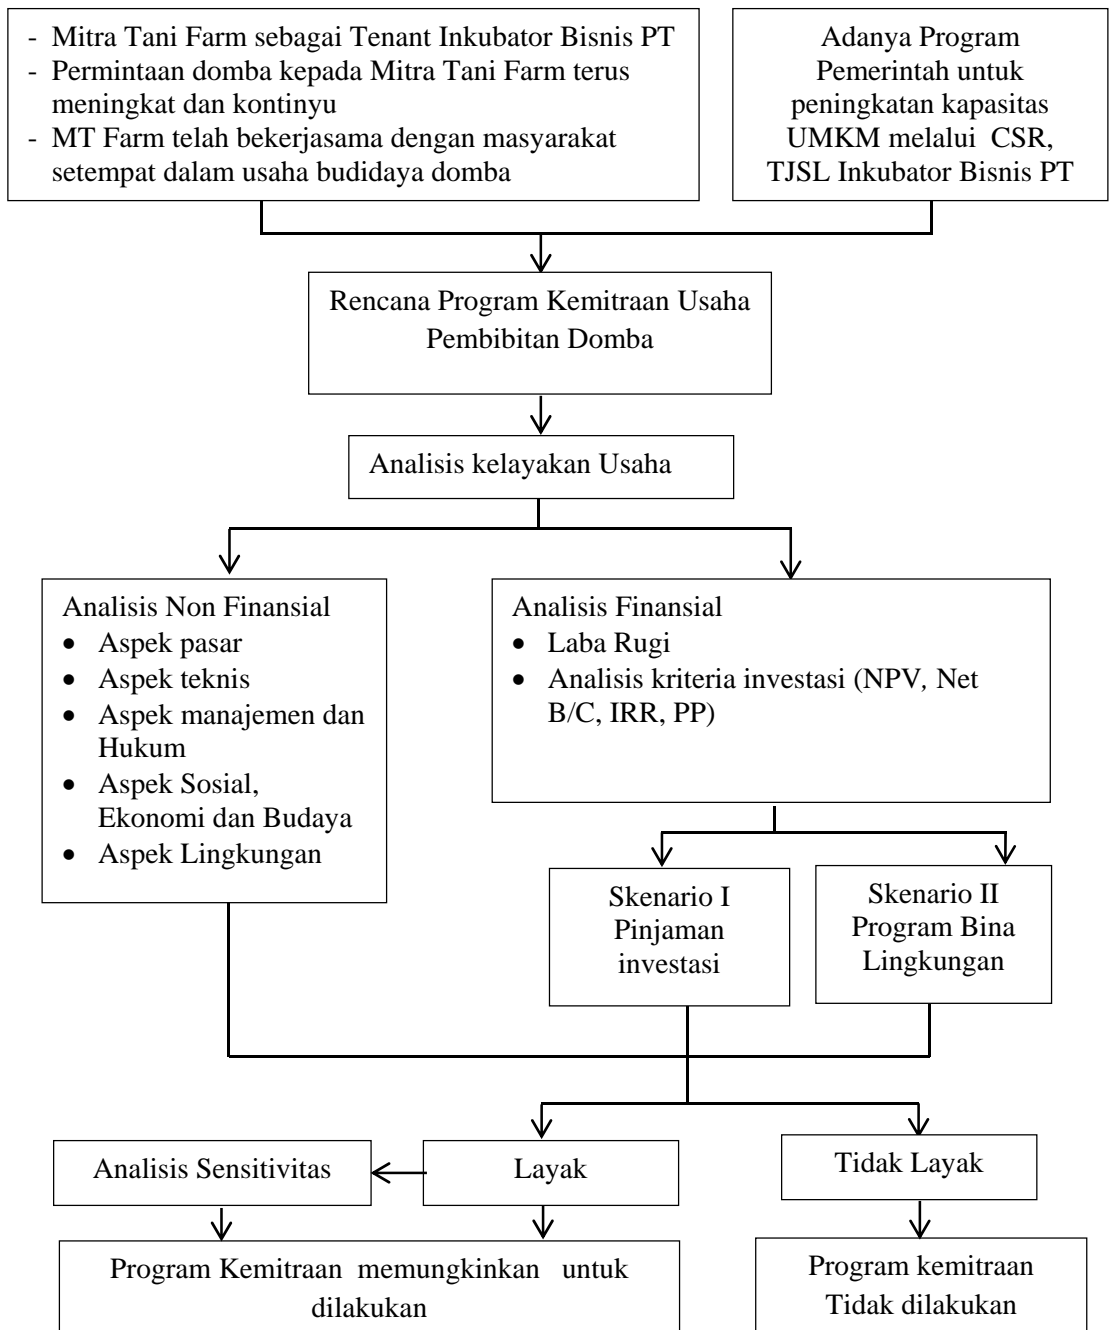 - Mitra Tani Farm sebagai Tenant Inkubator Bisnis PT
- Permintaan domba kepada Mitra Tani Farm terus
meningkat dan kontinyu
- MT Farm telah bekerjasama dengan masyarakat
setempat dalam usaha budidaya domba
Adanya Program
Pemerintah untuk
peningkatan kapasitas
UMKM melalui CSR,
TJSL Inkubator Bisnis PT
Rencana Program Kemitraan Usaha
Pembibitan Domba
Analisis kelayakan Usaha
Analisis Non Finansial
• Aspek pasar
• Aspek teknis
• Aspek manajemen dan
Hukum
• Aspek Sosial,
Ekonomi dan Budaya
• Aspek Lingkungan
Analisis Finansial
• Laba Rugi
• Analisis kriteria investasi (NPV, Net
B/C, IRR, PP)
Skenario I
Pinjaman
investasi
Skenario II
Program Bina
Lingkungan
Analisis Sensitivitas
Layak
Tidak Layak
Program Kemitraan memungkinkan untuk
dilakukan
Program kemitraan
Tidak dilakukan